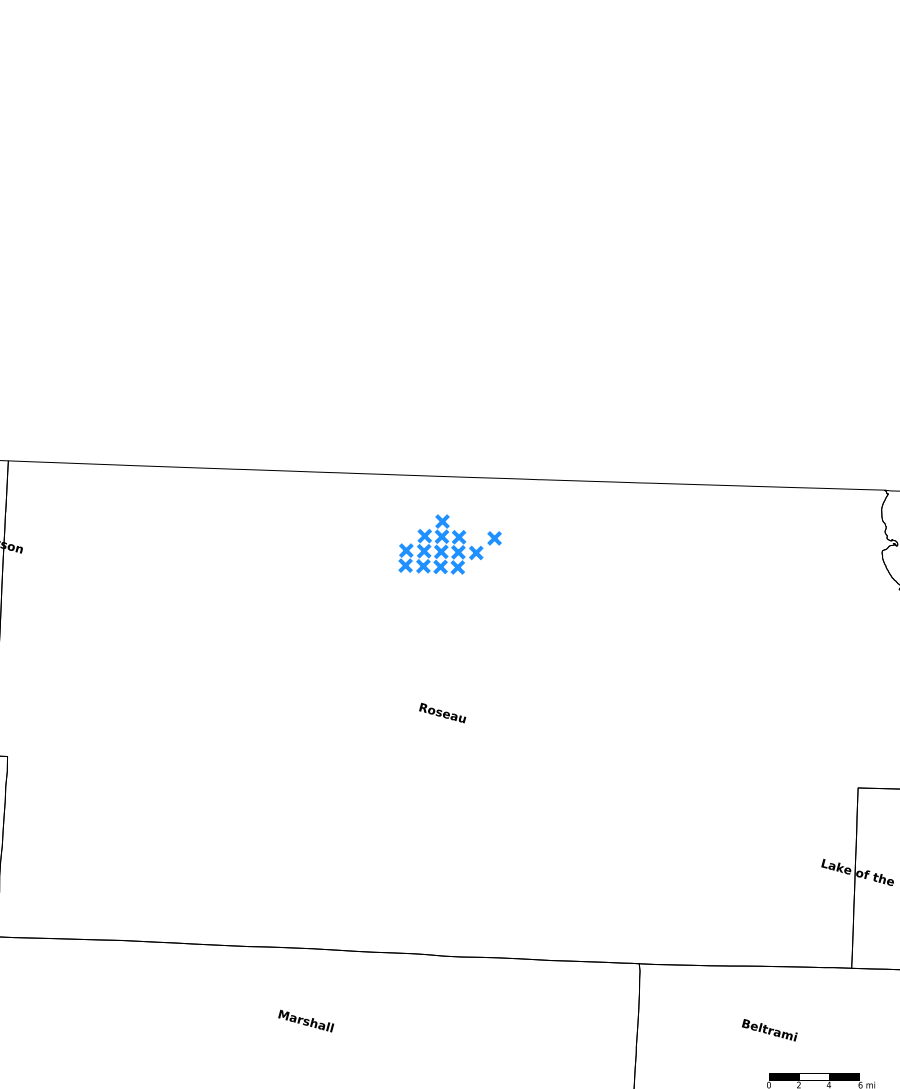 son
Roseau
Lake of the
Marshall
Beltrami
0 2 4 6 mi